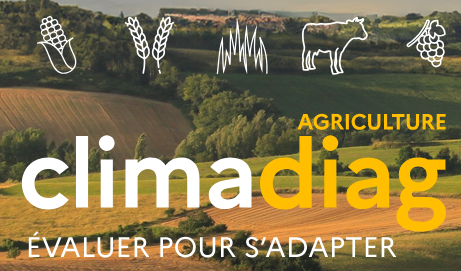 AGRICULTURE
climadiag
ÉVALUER POUR S'ADAPTER